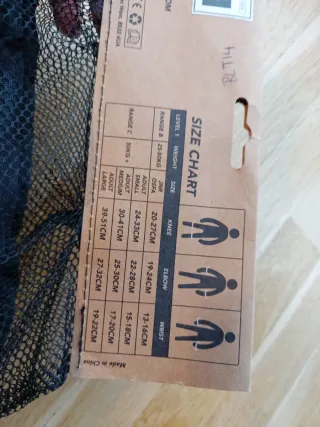 SIZE CHART
LEVEL 1 WEIGHT SIZE KNEE ELBOW WRIST
RANGE B 25-50KG JNR OSFA 20-27CM 19-24CM 13-16CM
RANGE C 50KG + ADULT SMALL 24-33CM 22-28CM 15-18CM
ADULT MEDIUM 30-41CM 25-30CM 17-20CM
ADULT LARGE 39-51CM 27-32CM 19-22CM
Made in China